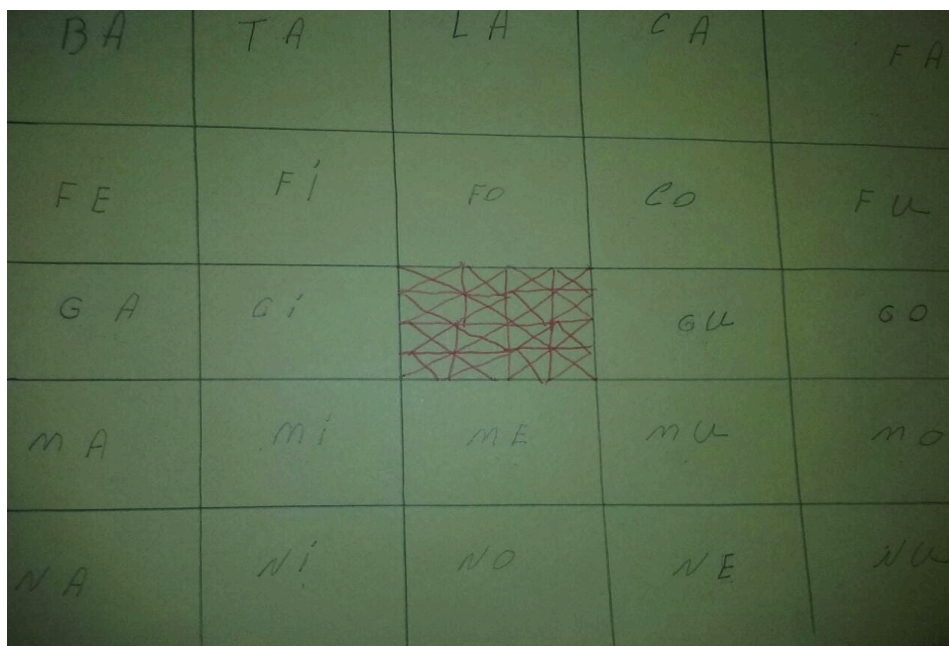 BA TA LA CA FA
FE Fi FO CO FU
GA Gi GU GO
MA Mi ME MU MO
NA Ni NO NE NU